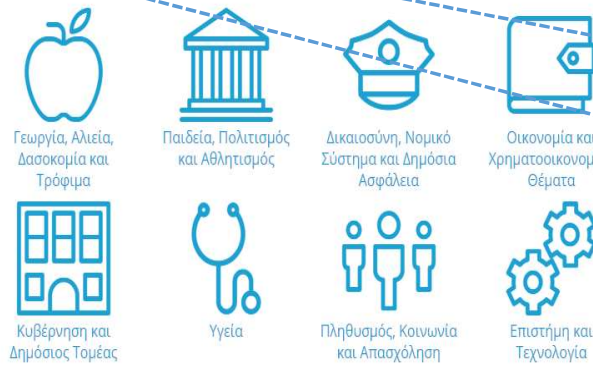 Γεωργία, Αλιεία,
Δασοκομία και
Τρόφιμα
Παιδεία, Πολιτισμός
και Αθλητισμός
Δικαιοσύνη, Νομικό
Σύστημα και Δημόσια
Ασφάλεια
Οικονομία και
Χρηματοοικονομ
Θέματα
Κυβέρνηση και
Δημόσιος Τομέας
Υγεία
Πληθυσμός, Κοινωνία
και Απασχόληση
Επιστήμη και
Τεχνολογία